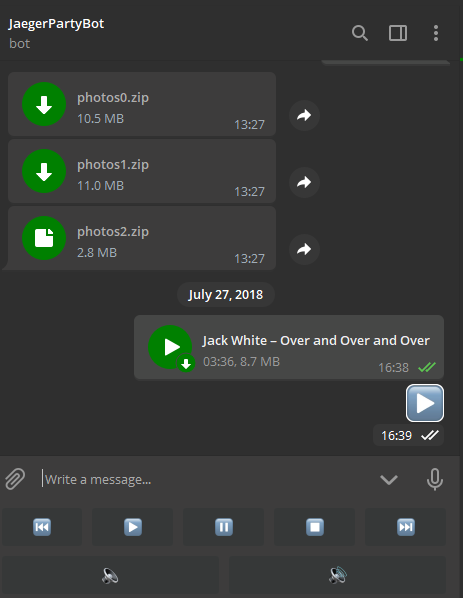 JaegerPartyBot
bot
photos0.zip
10.5 MB
13:27
photos1.zip
11.0 MB
13:27
photos2.zip
2.8 MB
13:27
July 27, 2018
Jack White – Over and Over and Over
03:36, 8.7 MB
16:38
16:39
Write a message...